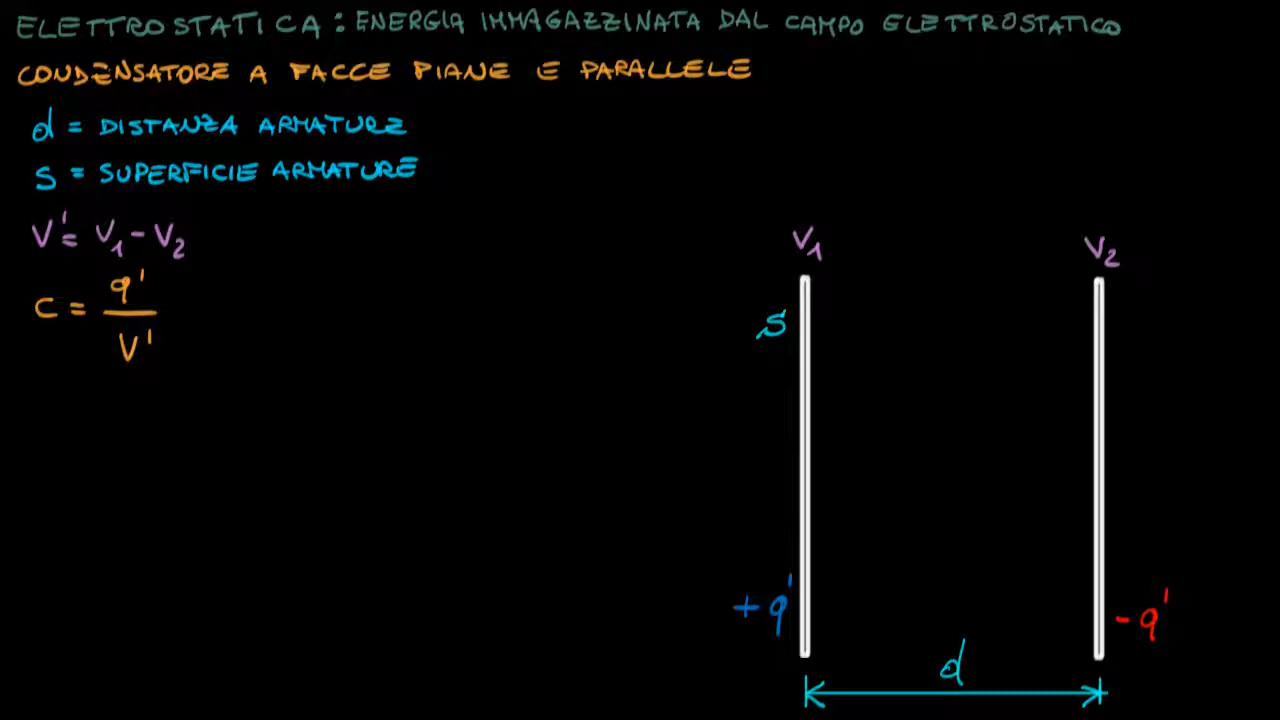 ELETTROSTATICA: ENERGIA IMMAGAZZINATA DAL CAMPO ELETTROSTATICO
CONDENSATORE A FACCE PIANE E PARALLELE
d = DISTANZA ARMATURE
S = SUPERFICIE ARMATURE
V' = V₁ - V₂
C = q' / V'
V₁
V₂
S
+q'
-q'
d